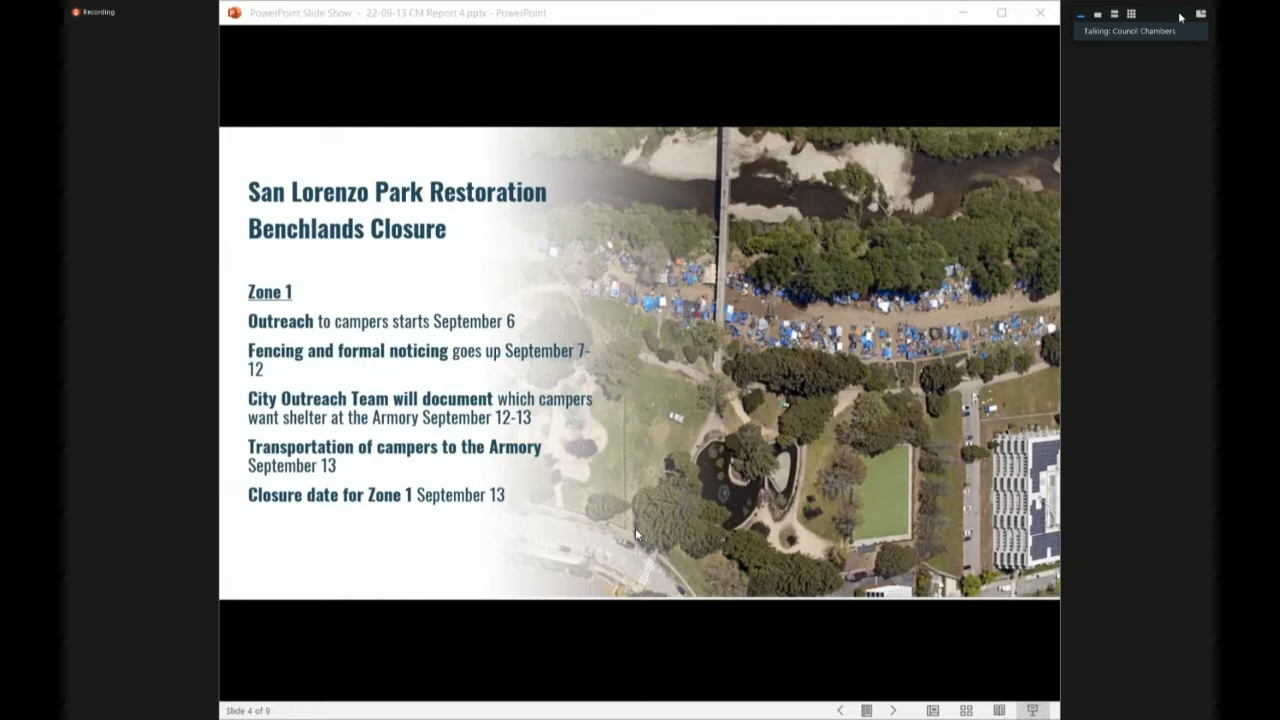 Recording
PowerPoint Slide Show - 22-09-13 CM Report 4.pptx - PowerPoint
Talking: Council Chambers
San Lorenzo Park Restoration
Benchlands Closure
Zone 1
Outreach to campers starts September 6
Fencing and formal noticing goes up September 7-
12
City Outreach Team will document which campers
want shelter at the Armory September 12-13
Transportation of campers to the Armory
September 13
Closure date for Zone 1 September 13
Slide 4 of 9